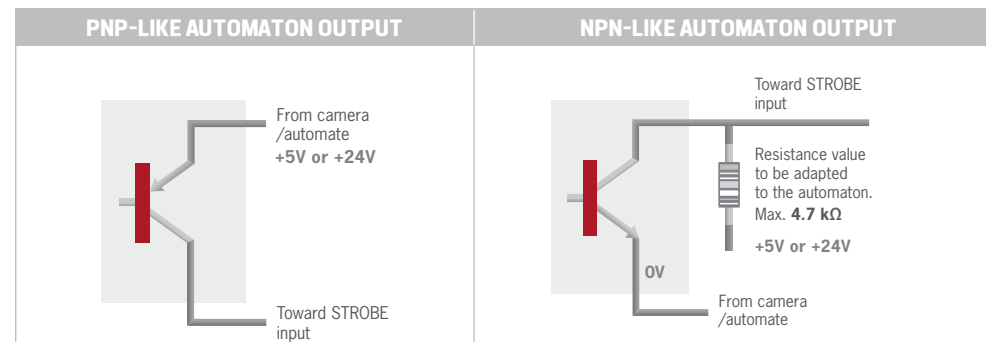 PNP-LIKE AUTOMATON OUTPUT
From camera
/automate
+5V or +24V
Toward STROBE
input
NPN-LIKE AUTOMATON OUTPUT
Toward STROBE
input
Resistance value
to be adapted
to the automaton.
Max. 4.7 kΩ
+5V or +24V
0V
From camera
/automate